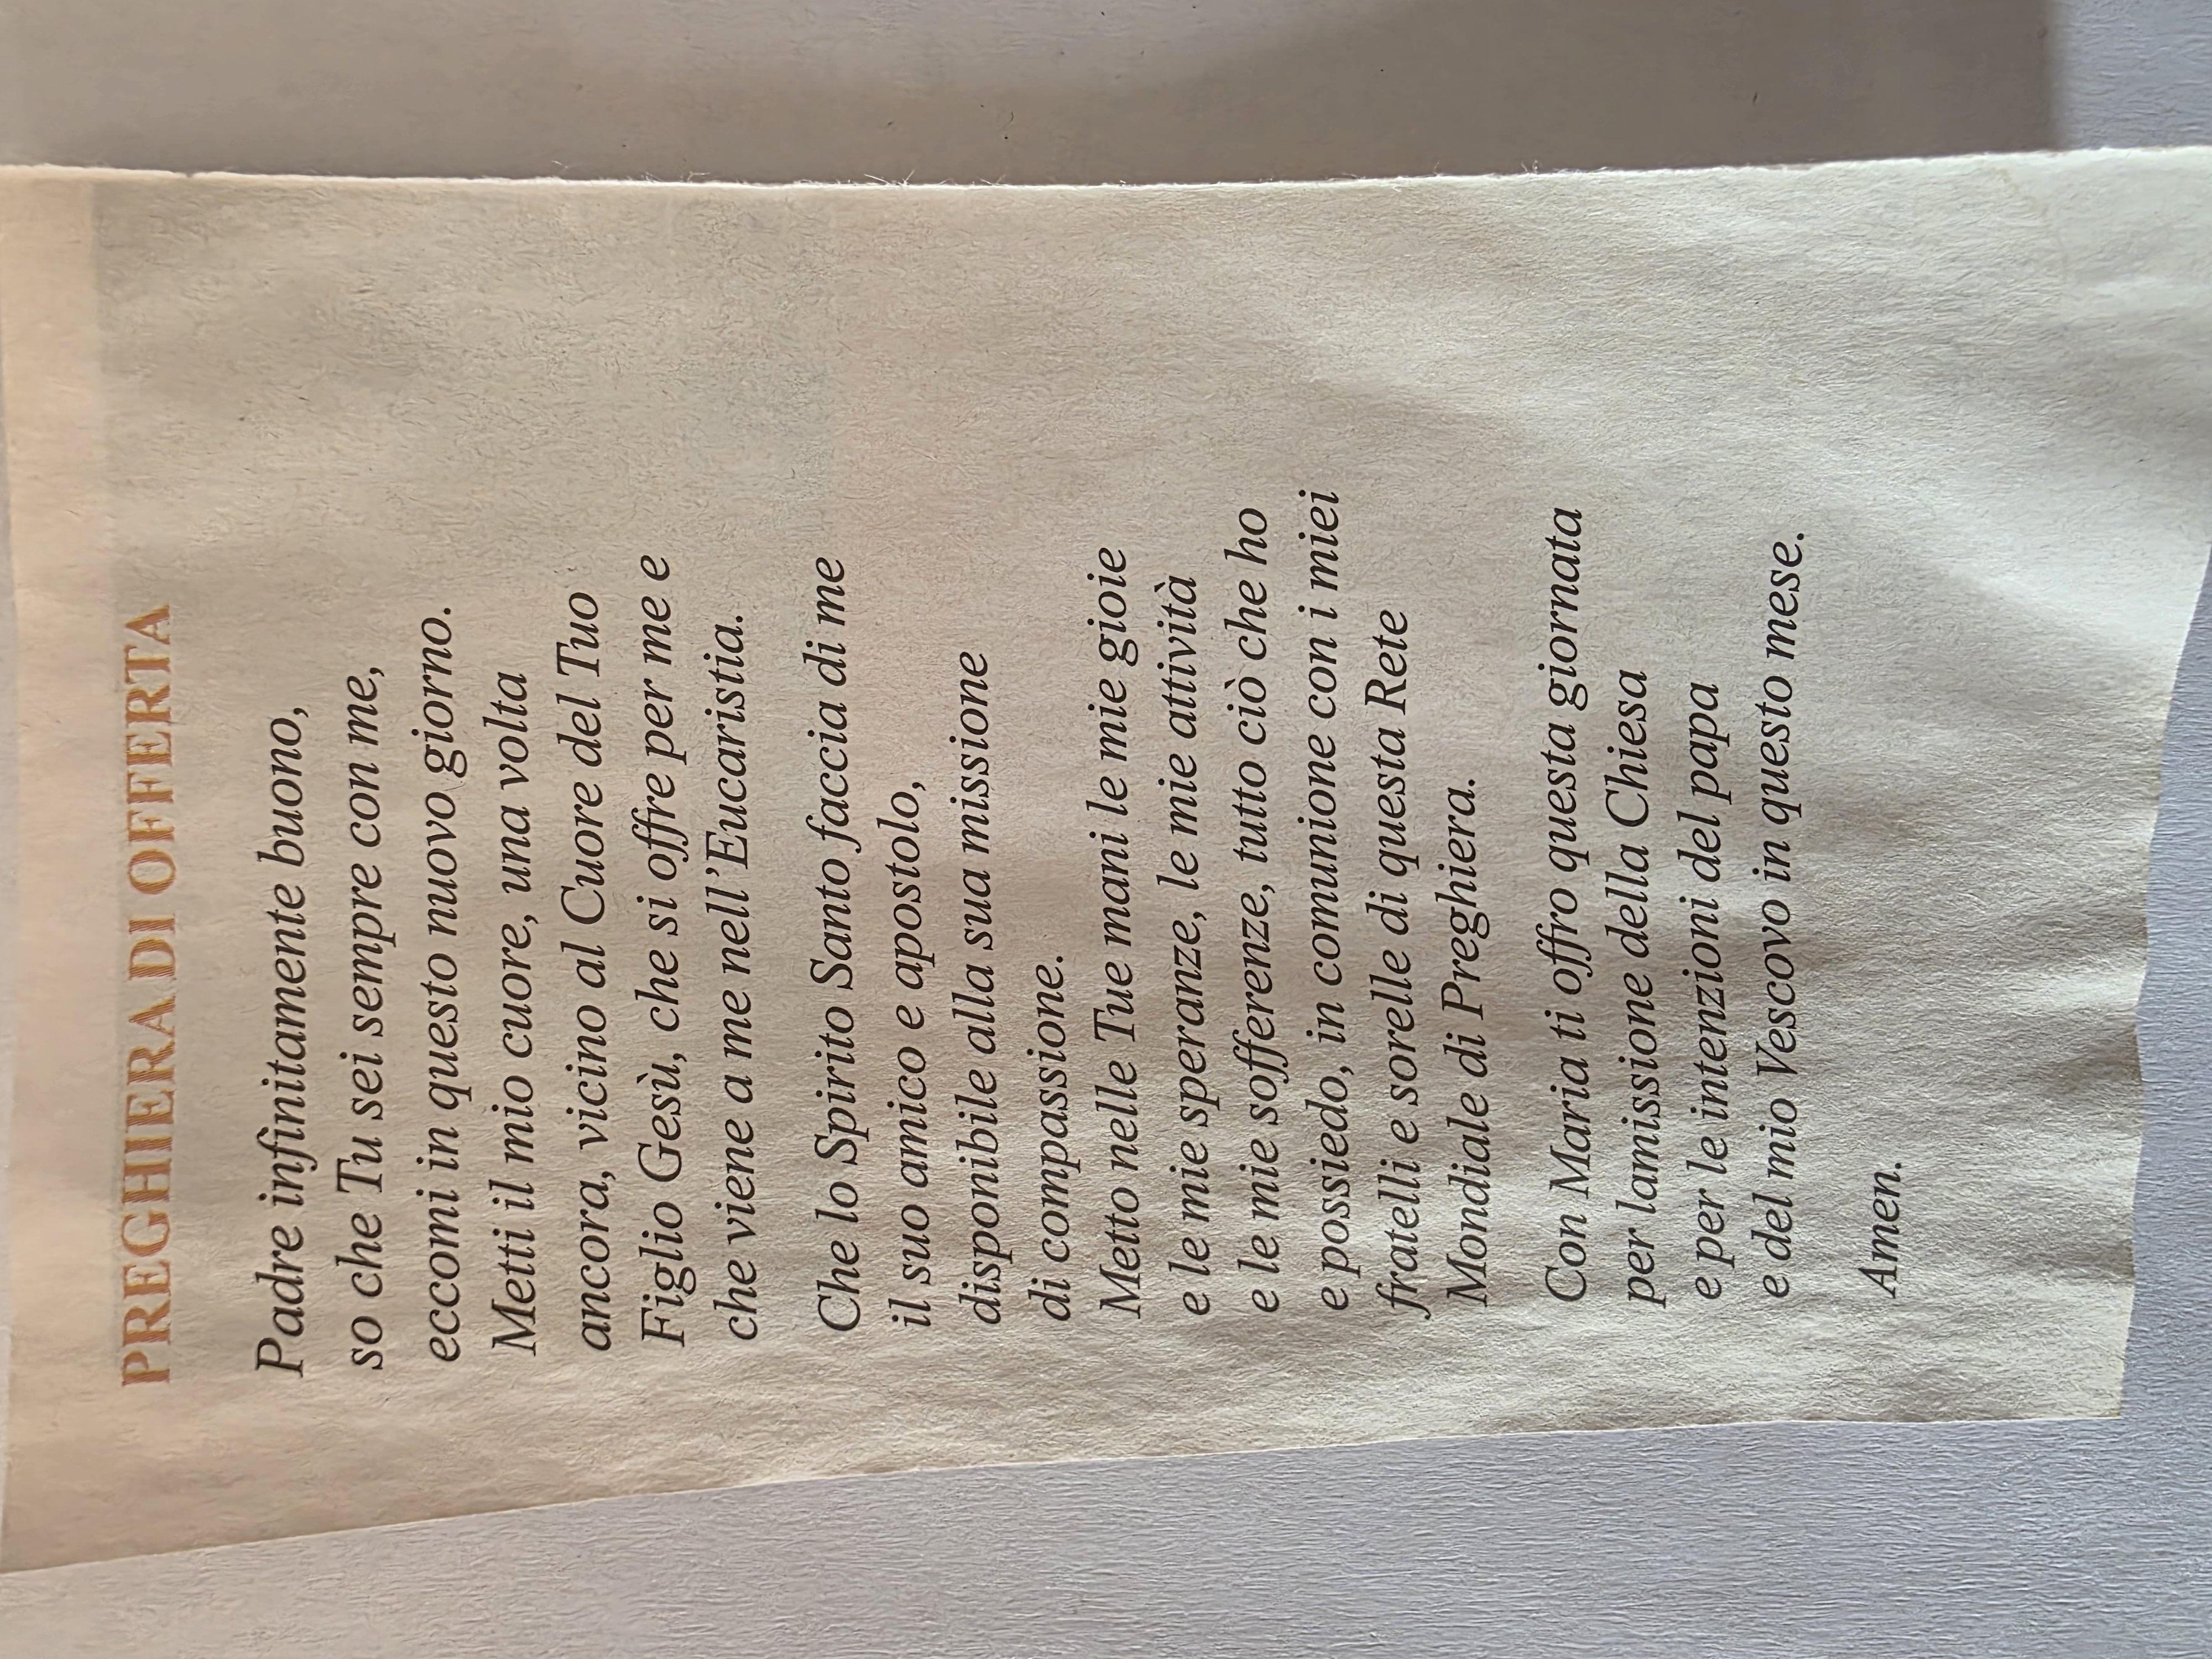 PREGHIERA DI OFFERTA
Padre infinitamente buono,
so che Tu sei sempre con me,
eccomi in questo nuovo giorno.
Metti il mio cuore, una volta
ancora, vicino al Cuore del Tuo
Figlio Gesù, che si offre per me e
che viene a me nell’Eucaristia.
Che lo Spirito Santo faccia di me
il suo amico e apostolo,
disponibile alla sua missione
di compassione.
Metto nelle Tue mani le mie gioie
e le mie speranze, le mie attività
e le mie sofferenze, tutto ciò che ho
e possiedo, in comunione con i miei
fratelli e sorelle di questa Rete
Mondiale di Preghiera.
Con Maria ti offro questa giornata
per lamissione della Chiesa
e per le intenzioni del papa
e del mio Vescovo in questo mese.
Amen.